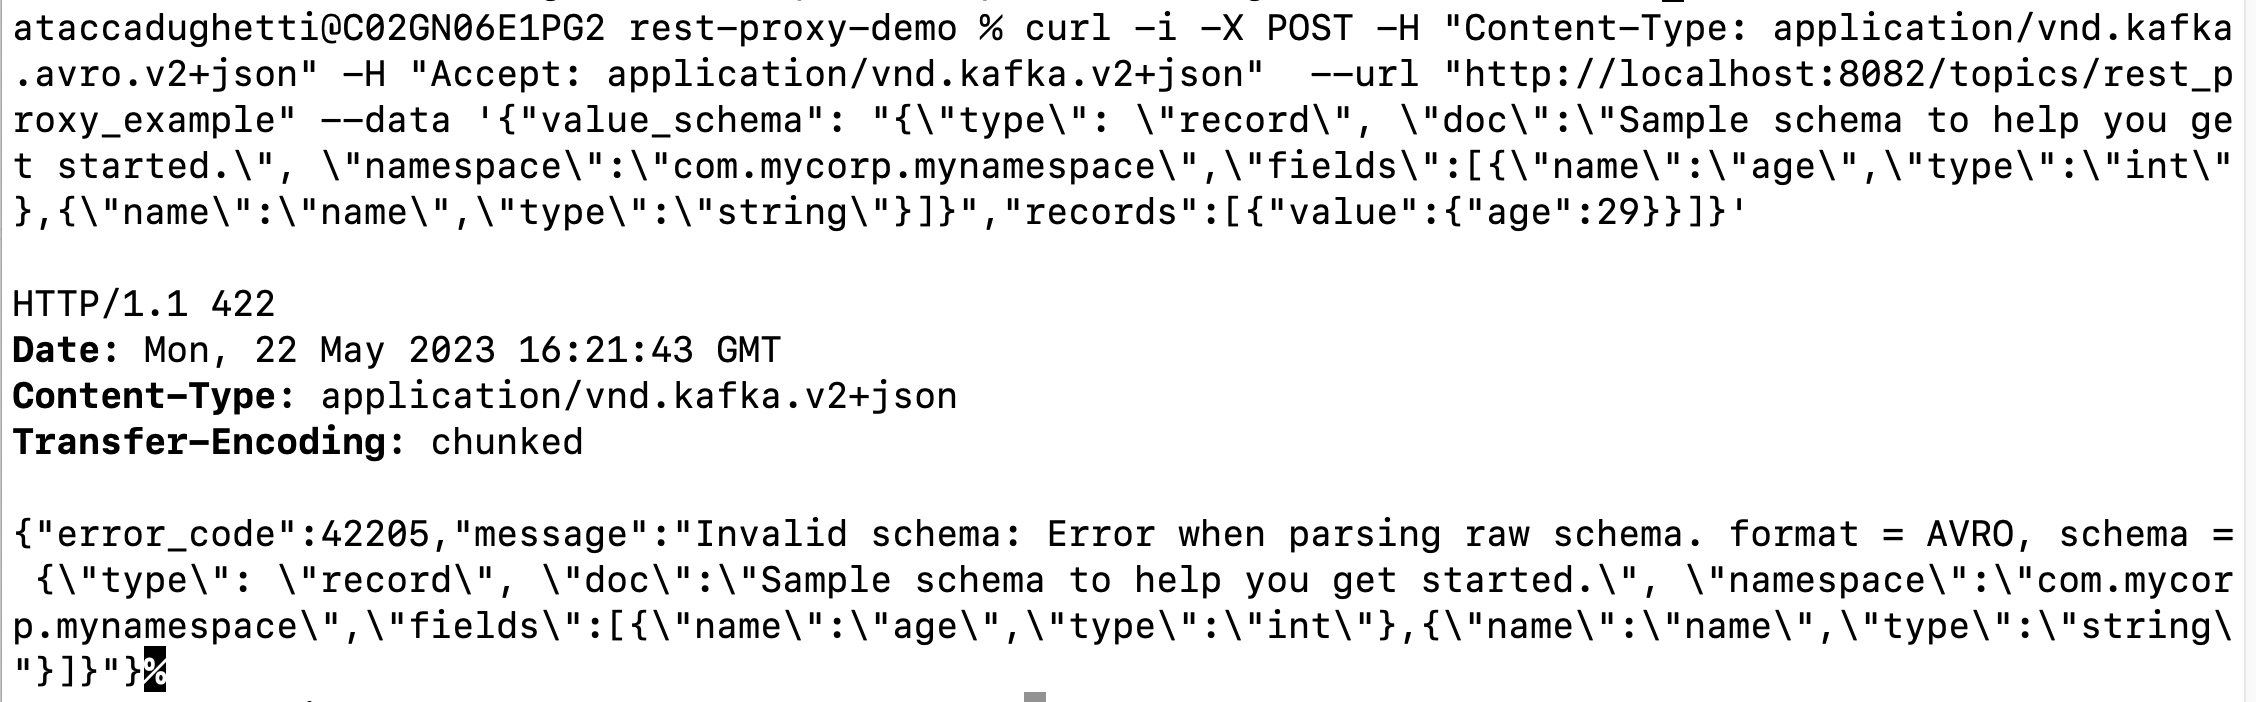 ataccadughetti@C02GN06E1PG2 rest-proxy-demo % curl -i -X POST -H "Content-Type: application/vnd.kafka
.avro.v2+json" -H "Accept: application/vnd.kafka.v2+json"  --url "http://localhost:8082/topics/rest_p
roxy_example" --data '{"value_schema": "{\"type\": \"record\", \"doc\":\"Sample schema to help you ge
t started.\", \"namespace\":\"com.mycorp.mynamespace\",\"fields\":[{\"name\":\"age\",\"type\":\"int\"
},{\"name\":\"name\",\"type\":\"string\"}]}","records":[{"value":{"age":29}}]}'
HTTP/1.1 422
Date: Mon, 22 May 2023 16:21:43 GMT
Content-Type: application/vnd.kafka.v2+json
Transfer-Encoding: chunked
{"error_code":42205,"message":"Invalid schema: Error when parsing raw schema. format = AVRO, schema =
 {\"type\": \"record\", \"doc\":\"Sample schema to help you get started.\", \"namespace\":\"com.mycor
p.mynamespace\",\"fields\":[{\"name\":\"age\",\"type\":\"int\"},{\"name\":\"name\",\"type\":\"string\
"}]}"}%